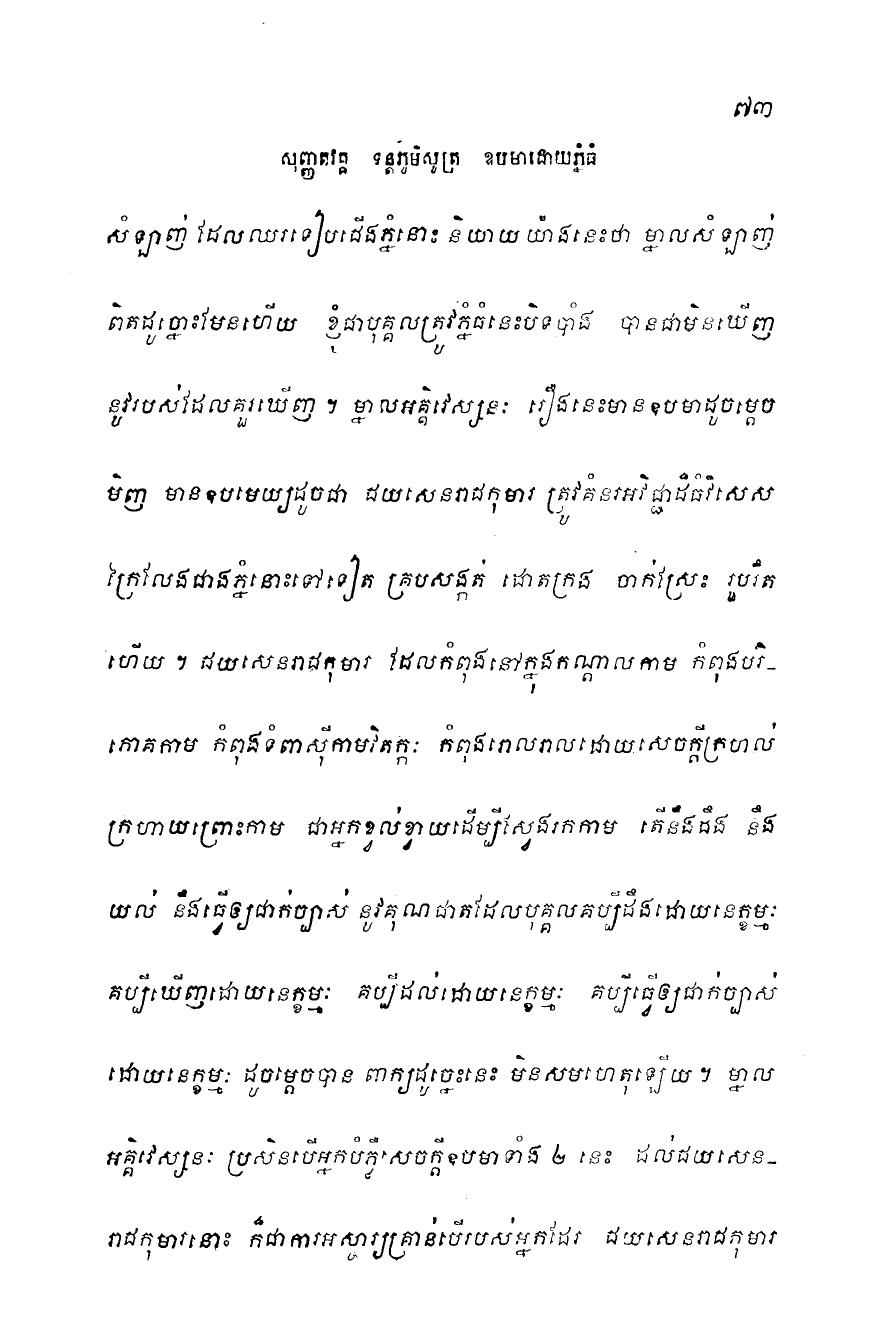 ៧៣
សុញ្ញតវគ្គ ទន្តភូមិសូត្រ ឧបមាដោយភ្នំធំ
សំឡាញ់ ដែលឈរទៀបជើងភ្នំនោះ និយាយយ៉ាងនេះថា ម្នាលសំឡាញ់
ពិតដូច្នោះមែនហើយ ខ្ញុំជាបុគ្គលត្រូវភ្នំធំនេះបិទបាំង បានជាមិនឃើញ
នូវរបស់ដែលគួរឃើញ ។ ម្នាលអគ្គិវេស្សនៈ រឿងនេះមានឧបមាដូចម្តេច
មិញ មានឧបមេយ្យដូចជា ជយសេនរាជកុមារ ត្រូវគំនរអវិជ្ជាដ៏ធំវិសេស
ក្រៃលែងជាងភ្នំនោះទៅទៀត គ្របសង្កត់ ដោតក្រង ចាក់ស្រែះ រួបរឹត
ហើយ ។ ជយសេនរាជកុមារ ដែលកំពុងនៅក្នុងកណ្តាលកាម កំពុងបរិ-
ភោគកាម កំពុងទំពាស៊ីកាមវិតក្កៈ កំពុងរោលរាលដោយសេចក្តីក្រហល់
ក្រហាយព្រោះកាម ជាអ្នកខ្វល់ខ្វាយដើម្បីស្វែងរកកាម តើនឹងដឹង នឹង
យល់ នឹងធ្វើឲ្យជាក់ច្បាស់ នូវគុណជាតដែលបុគ្គលគប្បីដឹងដោយនេក្ខម្មៈ
គប្បីឃើញដោយនេក្ខម្មៈ គប្បីដល់ដោយនេក្ខម្មៈ គប្បីធ្វើឲ្យជាក់ច្បាស់
ដោយនេក្ខម្មៈ ដូចម្តេចបាន ពាក្យដូច្នេះនេះ មិនសមហេតុឡើយ ។ ម្នាល
អគ្គិវេស្សនៈ ប្រសិនបើអ្នកបំភ្លឺសេចក្តីឧបមាទាំង ២ នេះ ដល់ជយសេន-
រាជកុមារនោះ ក៏ជាការអស្ចារ្យគ្រាន់បើរបស់អ្នកដែរ ជយសេនរាជកុមារ